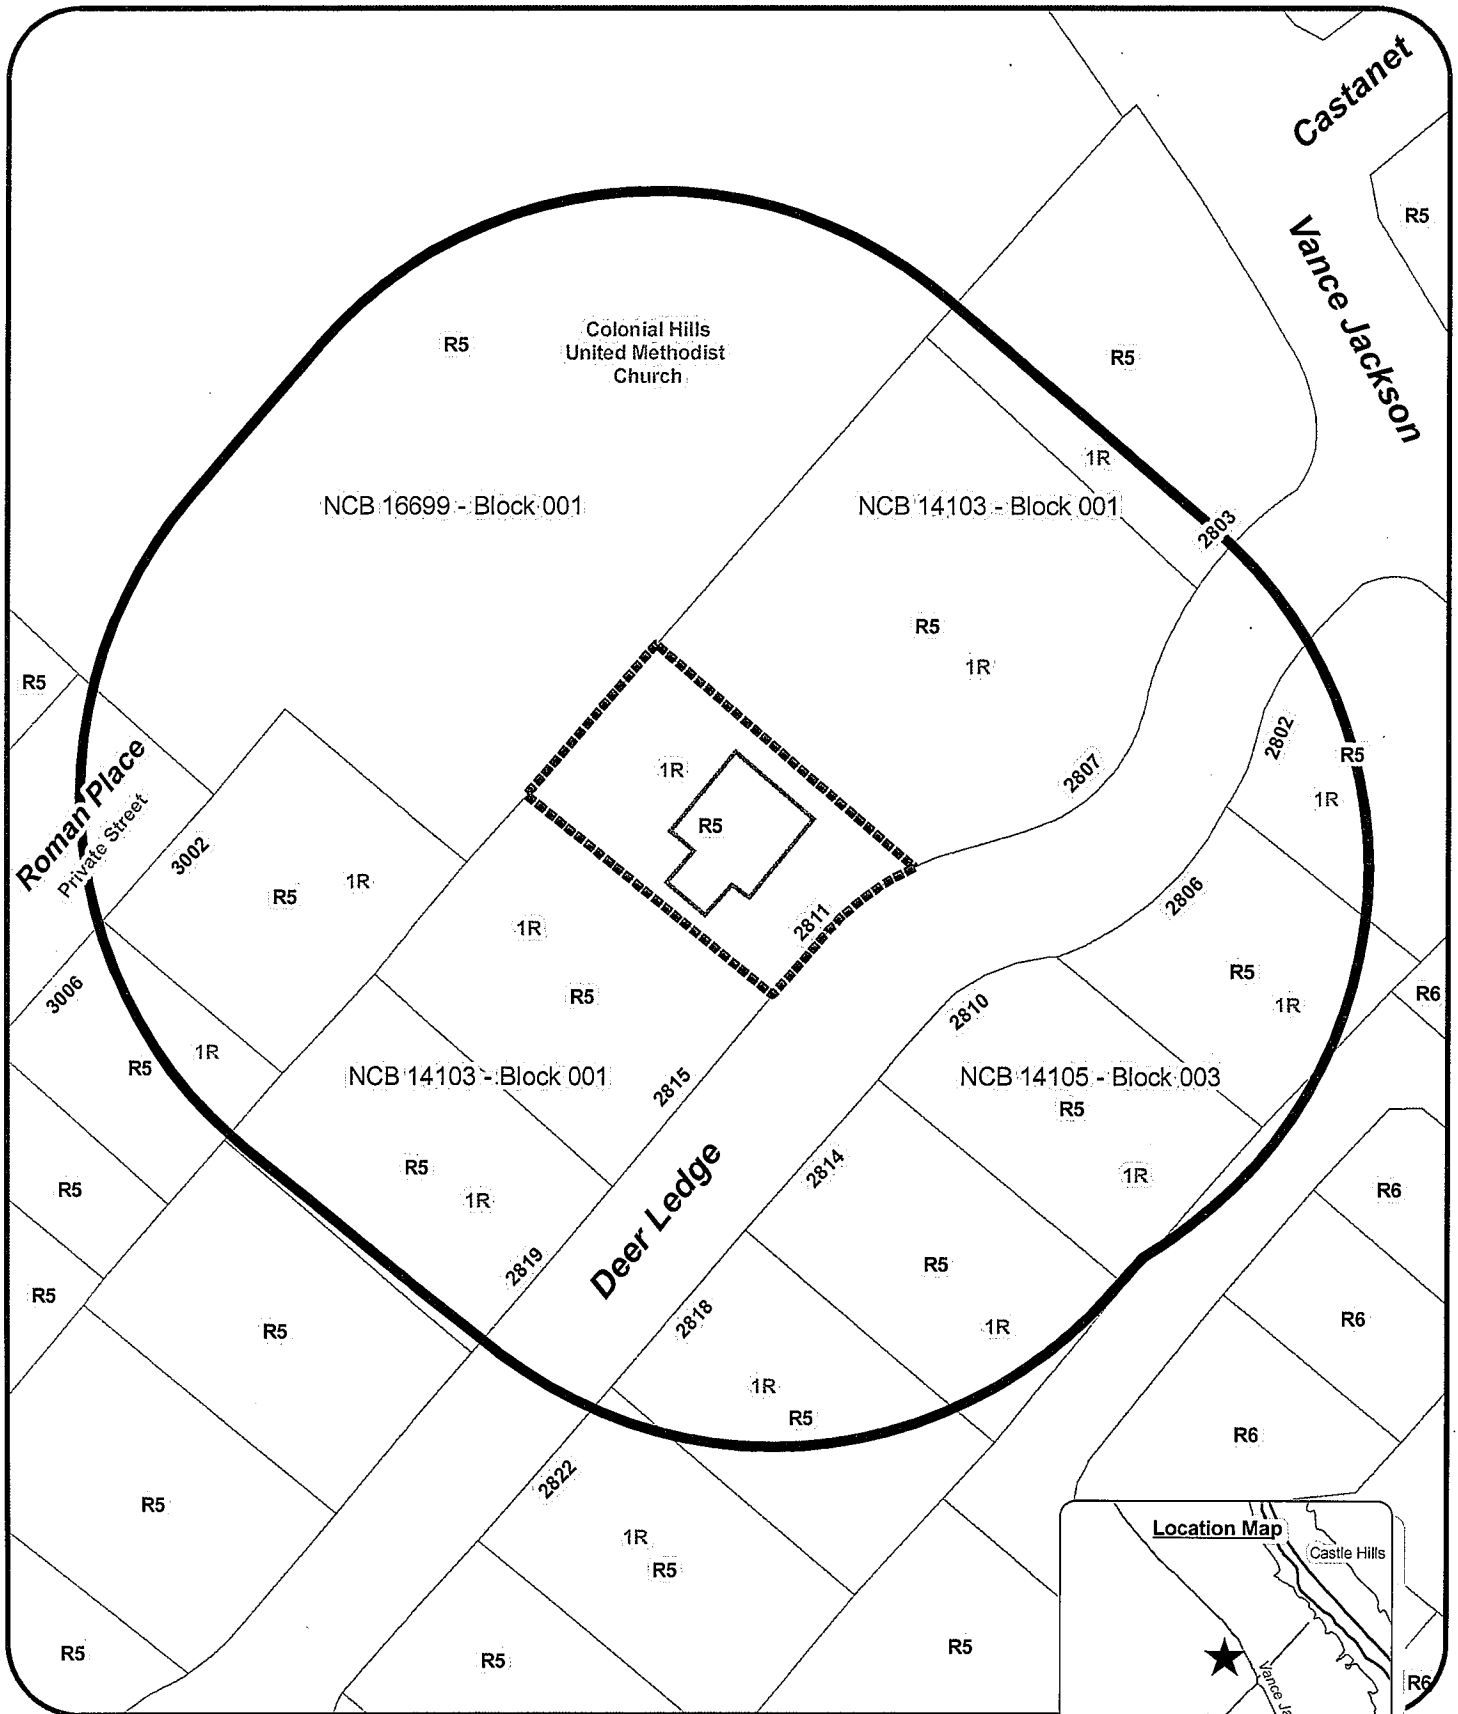 Castanet
R5
Vance Jackson
Colonial Hills
United Methodist
Church
R5
R5
1R
NCB 16699 - Block 001
NCB 14103 - Block 001
2803
R5
1R
R5
2802
R5
1R
2807
1R
R5
Roman Place
Private Street
3002
R5
1R
2806
2811
1R
R5
3006
R5
1R
2810
R5
1R
R6
NCB 14103 - Block 001
2815
NCB 14105 - Block 003
R5
1R
R5
R5
1R
2814
Deer Ledge
R6
2819
R5
1R
R5
R5
2818
R6
1R
R5
R6
R5
2822
1R
R5
Location Map
Castle Hills
R5
R5
R5
Vance Ja
R6